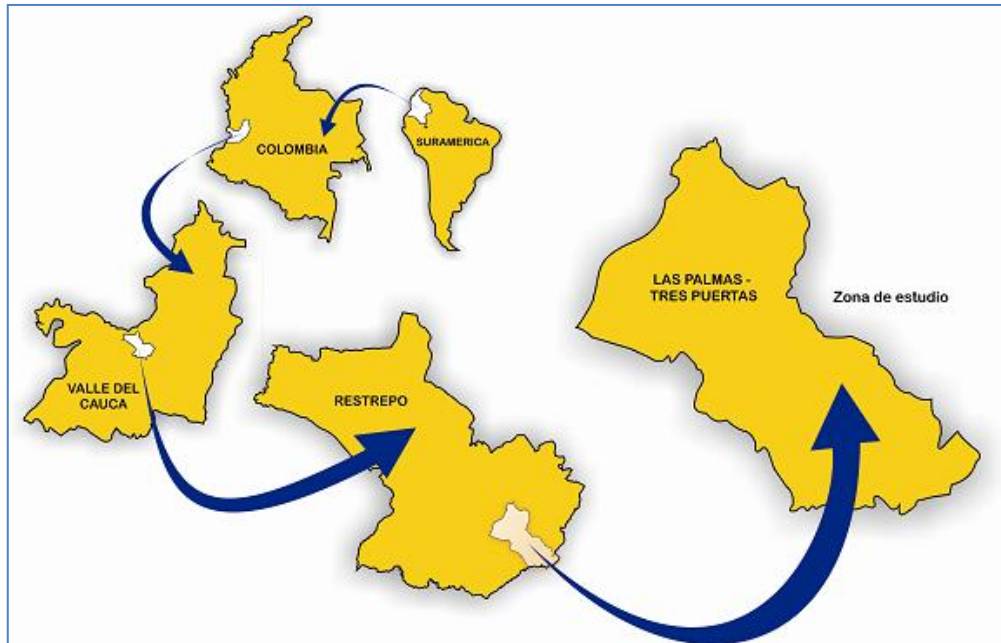 COLOMBIA
SURAMERICA
VALLE DEL
CAUCA
RESTREPO
LAS PALMAS -
TRES PUERTAS
Zona de estudio